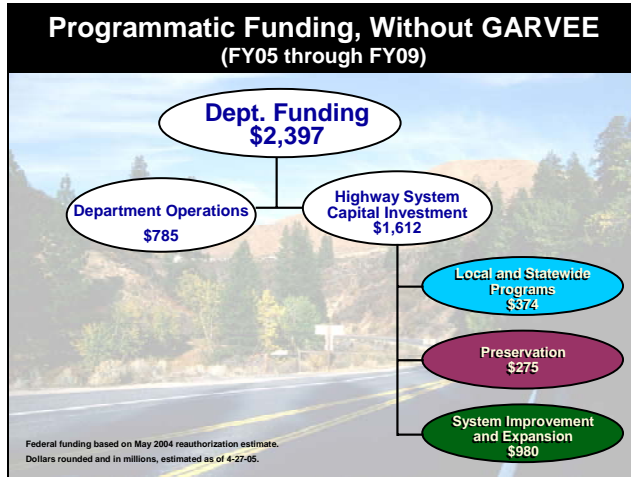 Programmatic Funding, Without GARVEE
(FY05 through FY09)
Dept. Funding
$2,397
Department Operations
$785
Highway System
Capital Investment
$1,612
Local and Statewide
Programs
$374
Preservation
$275
System Improvement
and Expansion
$980
Federal funding based on May 2004 reauthorization estimate.
Dollars rounded and in millions, estimated as of 4-27-05.